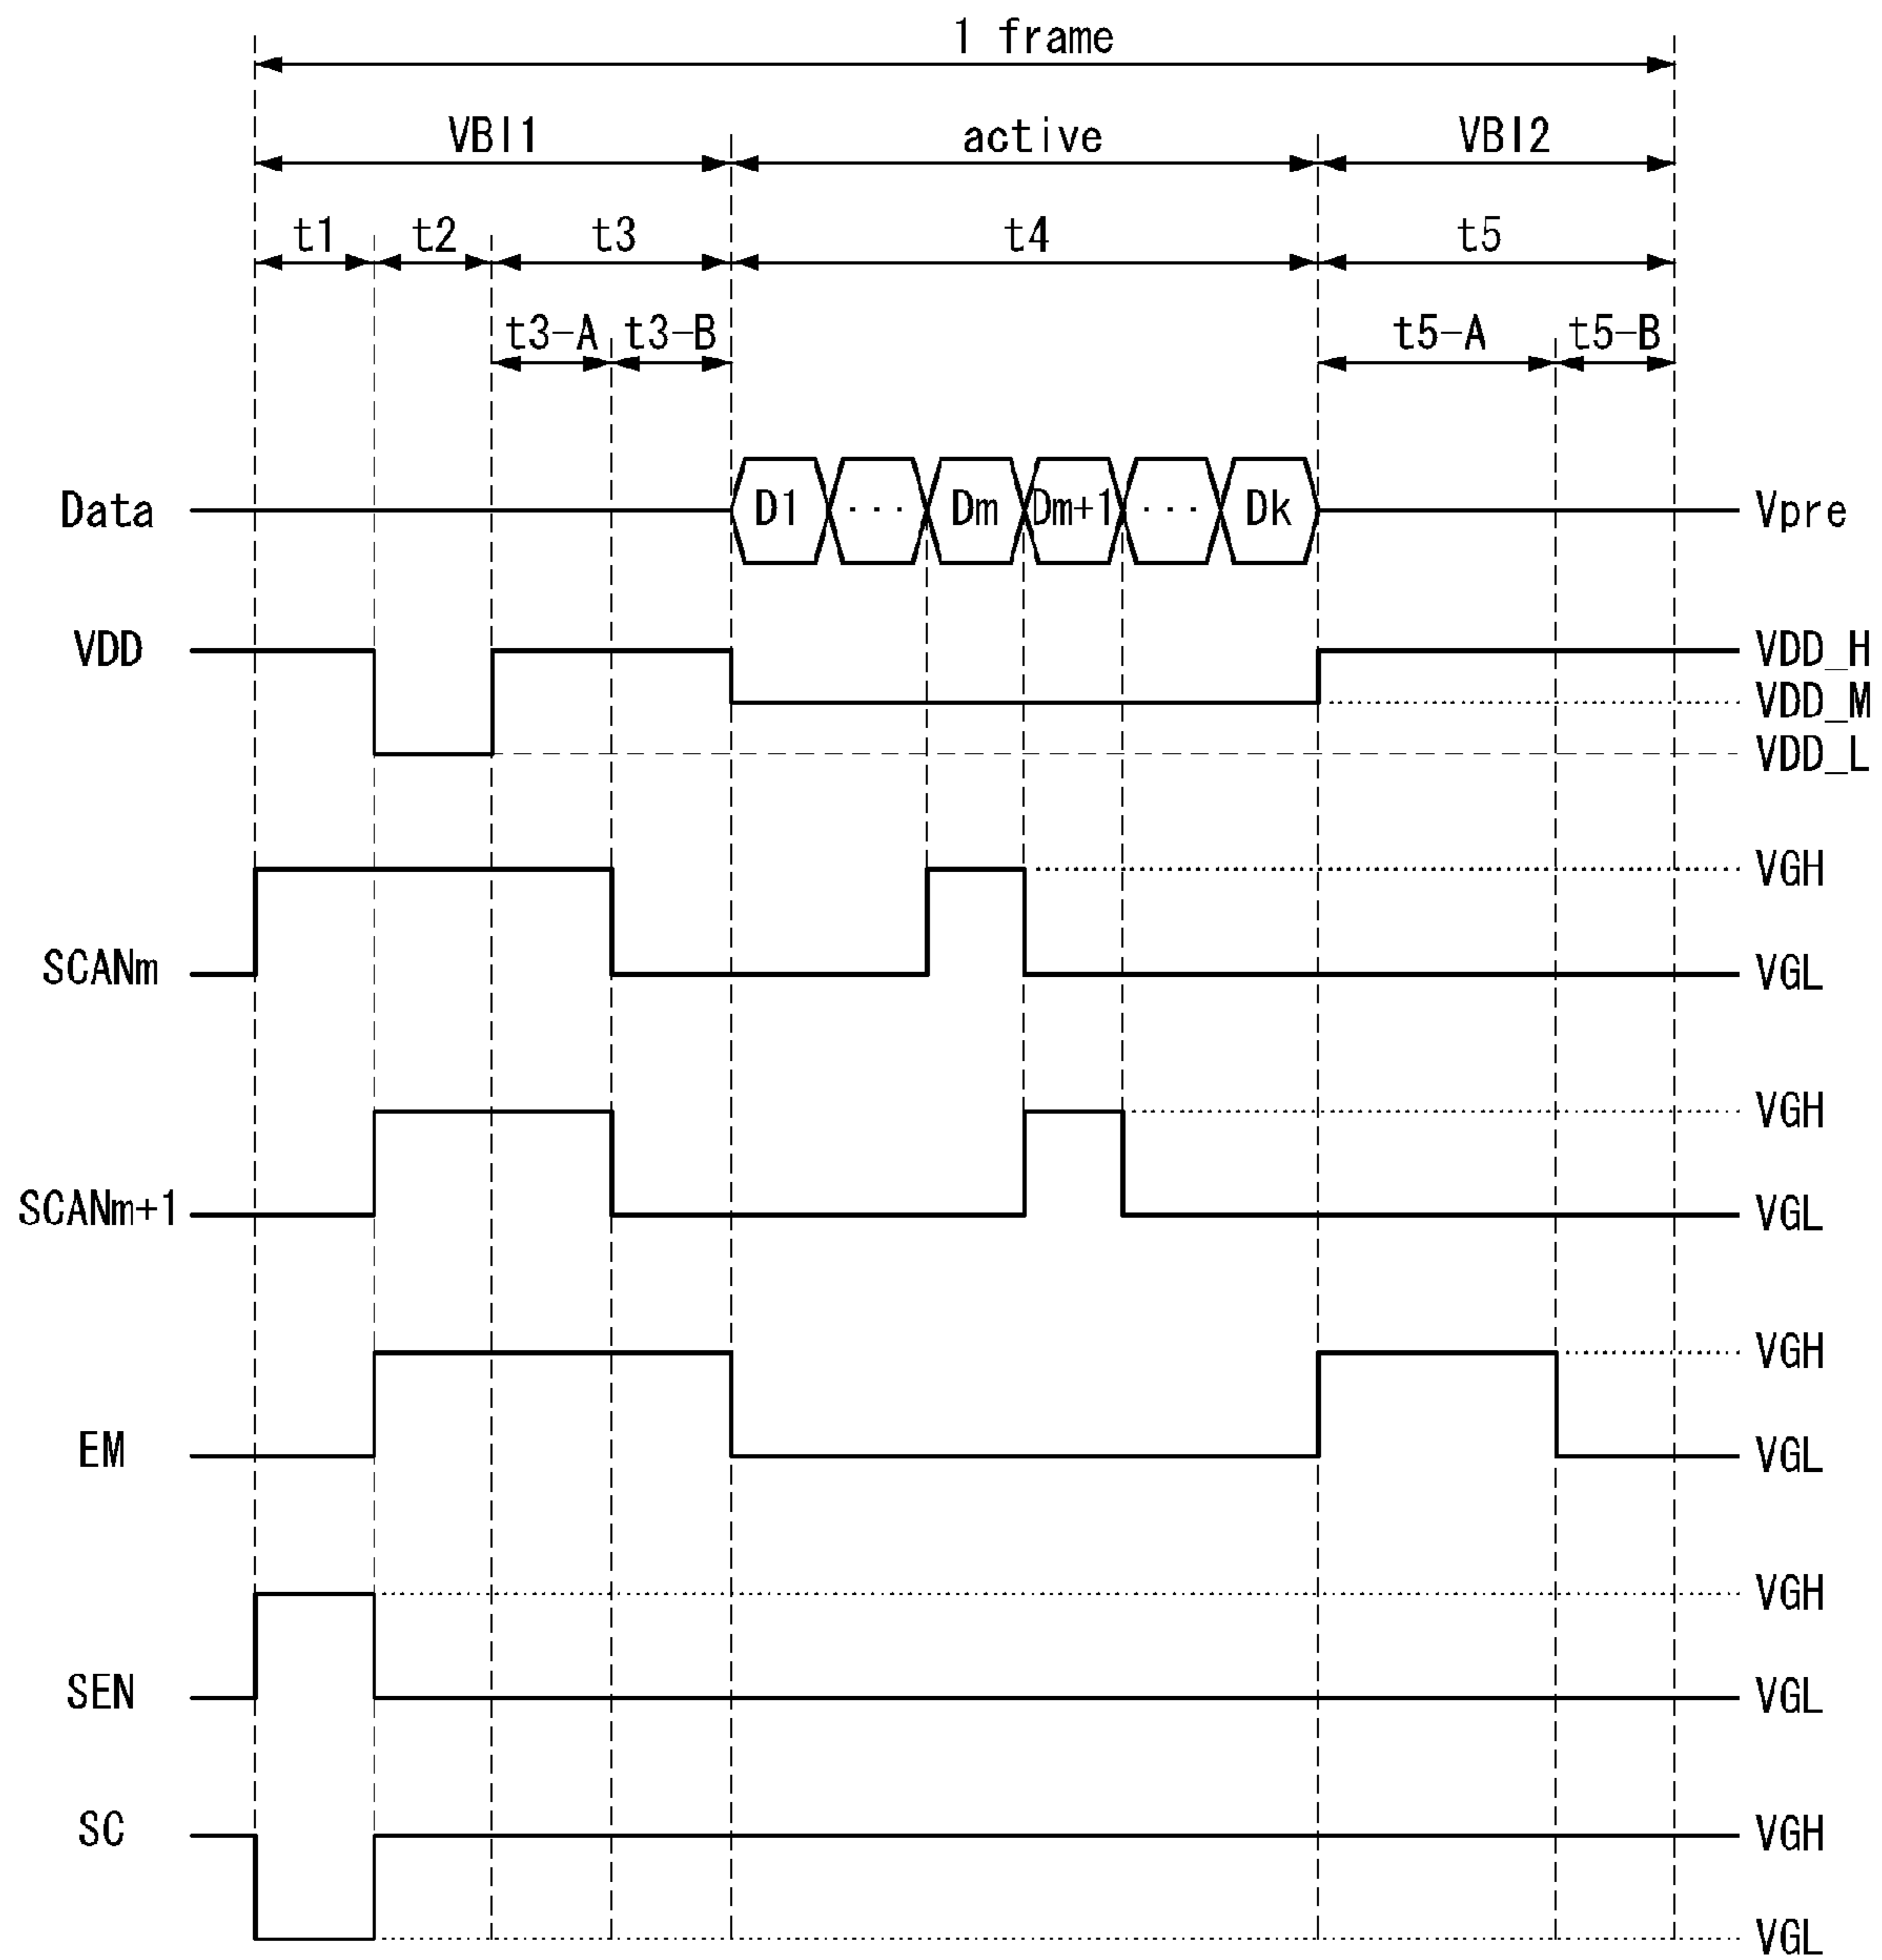 1 frame
VBI1 active VBI2
t1 t2 t3 t4 t5
t3-A t3-B t5-A t5-B
Data D1 ··· Dm Dm+1 ··· Dk Vpre
VDD VDD_H
VDD_M
VDD_L
VGH
SCANm VGL
VGH
SCANm+1 VGL
VGH
EM VGL
VGH
SEN VGL
SC VGH
VGL